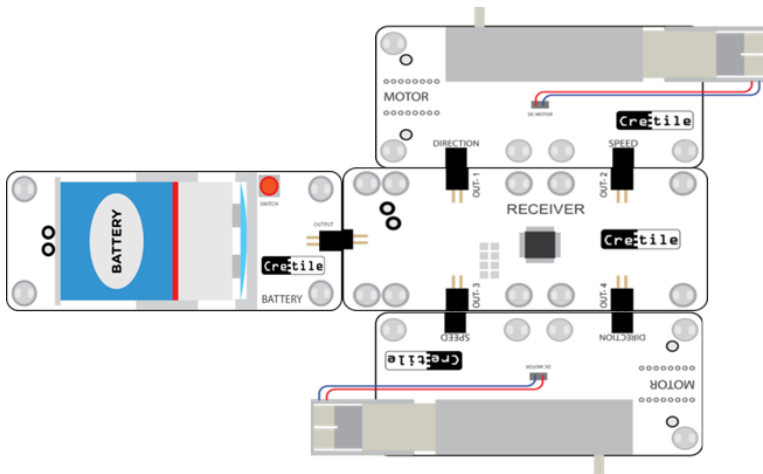 MOTOR
DC MOTOR
Cre:tile
DIRECTION
SPEED
OUT- 1
OUT- 2
RECEIVER
Cre:tile
BATTERY
SWITCH
OUTPUT
Cre:tile
BATTERY
OUT- 3
OUT- 4
SPEED
DIRECTION
Cre:tile
DC MOTOR
MOTOR